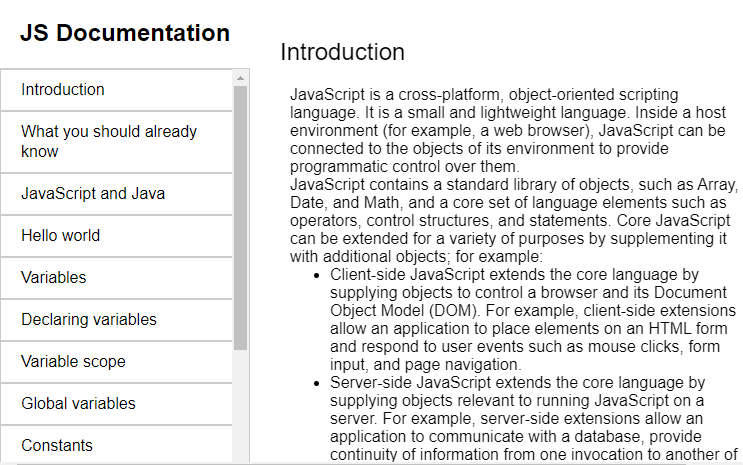 JS Documentation
Introduction
What you should already
know
JavaScript and Java
Hello world
Variables
Declaring variables
Variable scope
Global variables
Constants
Introduction
JavaScript is a cross-platform, object-oriented scripting
language. It is a small and lightweight language. Inside a host
environment (for example, a web browser), JavaScript can be
connected to the objects of its environment to provide
programmatic control over them.
JavaScript contains a standard library of objects, such as Array,
Date, and Math, and a core set of language elements such as
operators, control structures, and statements. Core JavaScript
can be extended for a variety of purposes by supplementing it
with additional objects; for example:
• Client-side JavaScript extends the core language by
supplying objects to control a browser and its Document
Object Model (DOM). For example, client-side extensions
allow an application to place elements on an HTML form
and respond to user events such as mouse clicks, form
input, and page navigation.
• Server-side JavaScript extends the core language by
supplying objects relevant to running JavaScript on a
server. For example, server-side extensions allow an
application to communicate with a database, provide
continuity of information from one invocation to another of